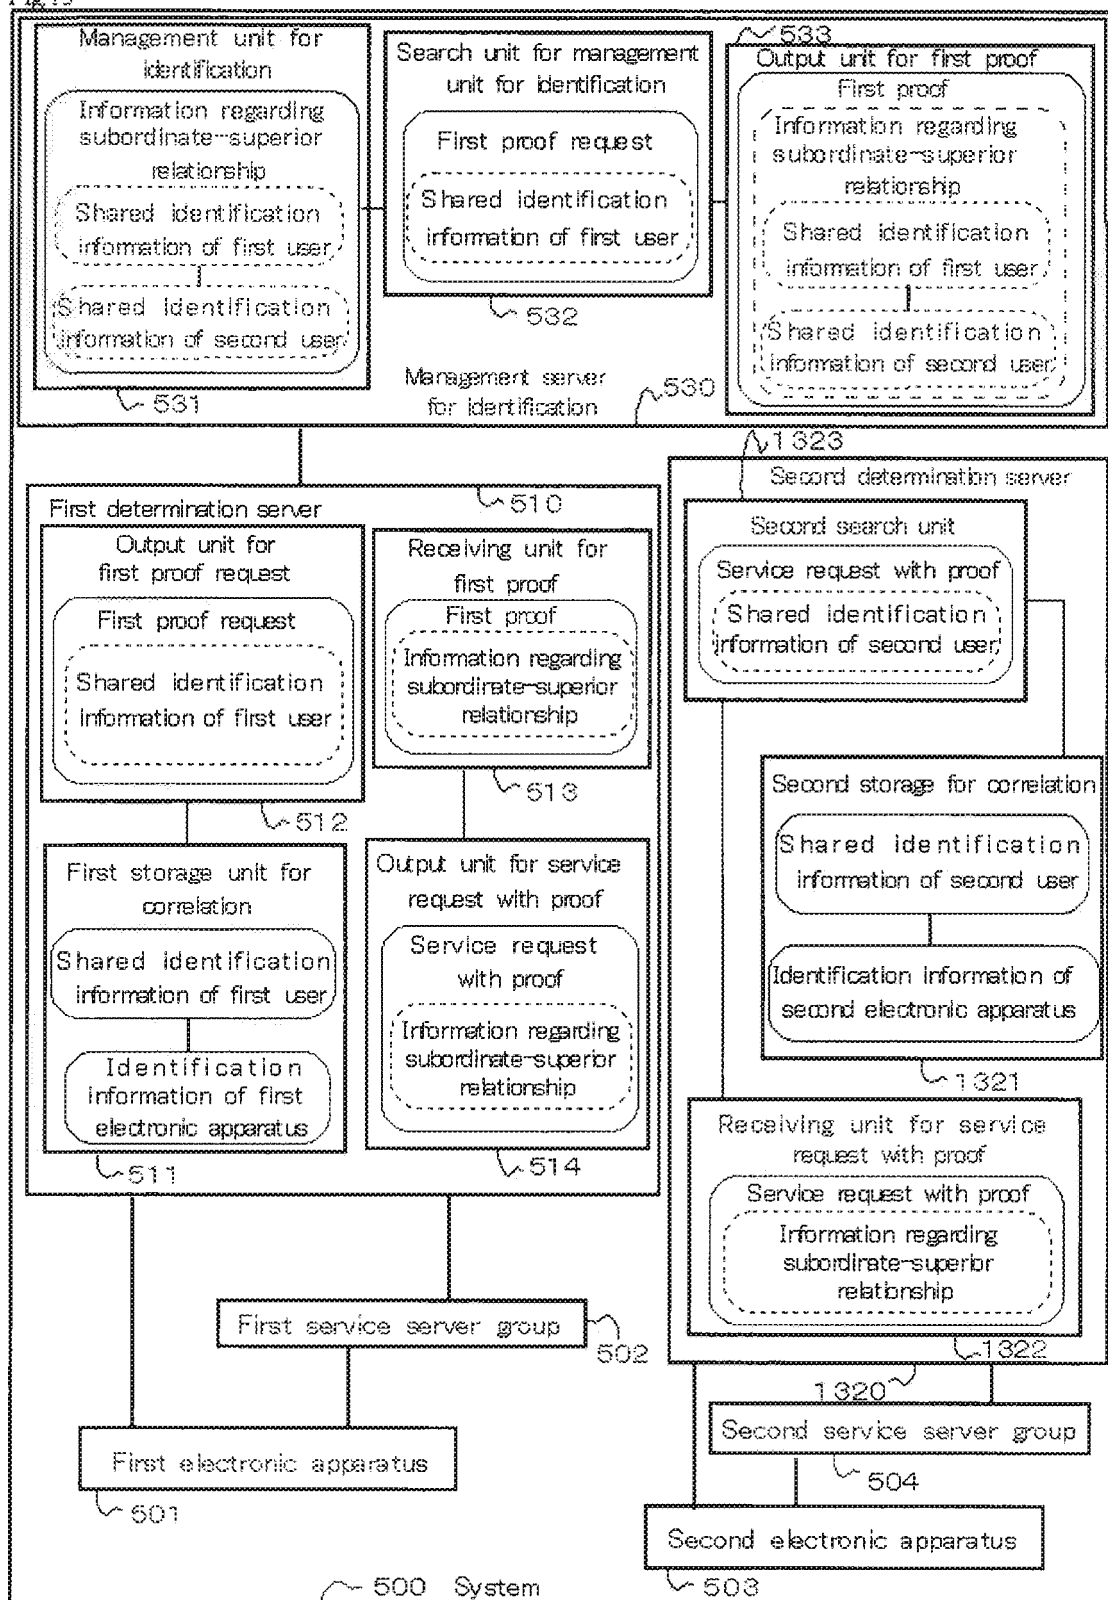 Management unit for
identification
Information regarding
subordinate-superior
relationship
Shared identification
information of first user
Shared identification
information of second user
531
Search unit for management
unit for identification
First proof request
Shared identification
information of first user
532
533
Output unit for first proof
First proof
Information regarding
subordinate-superior
relationship
Shared identification
information of first user
Shared identification
information of second user
Management server
for identification
530
510
First determination server
Output unit for
first proof request
First proof request
Shared identification
information of first user
512
Receiving unit for
first proof
First proof
Information regarding
subordinate-superior
relationship
513
First storage unit for
correlation
Shared identification
information of first user
Identification
information of first
electronic apparatus
511
Output unit for service
request with proof
Service request
with proof
Information regarding
subordinate-superior
relationship
514
1323
Second determination server
Second search unit
Service request with proof
Shared identification
information of second user
Second storage for correlation
Shared identification
information of second user
Identification information of
second electronic apparatus
1321
Receiving unit for service
request with proof
Service request with proof
Information regarding
subordinate-superior
relationship
1322
1320
First service server group
502
First electronic apparatus
501
Second service server group
504
Second electronic apparatus
503
500 System